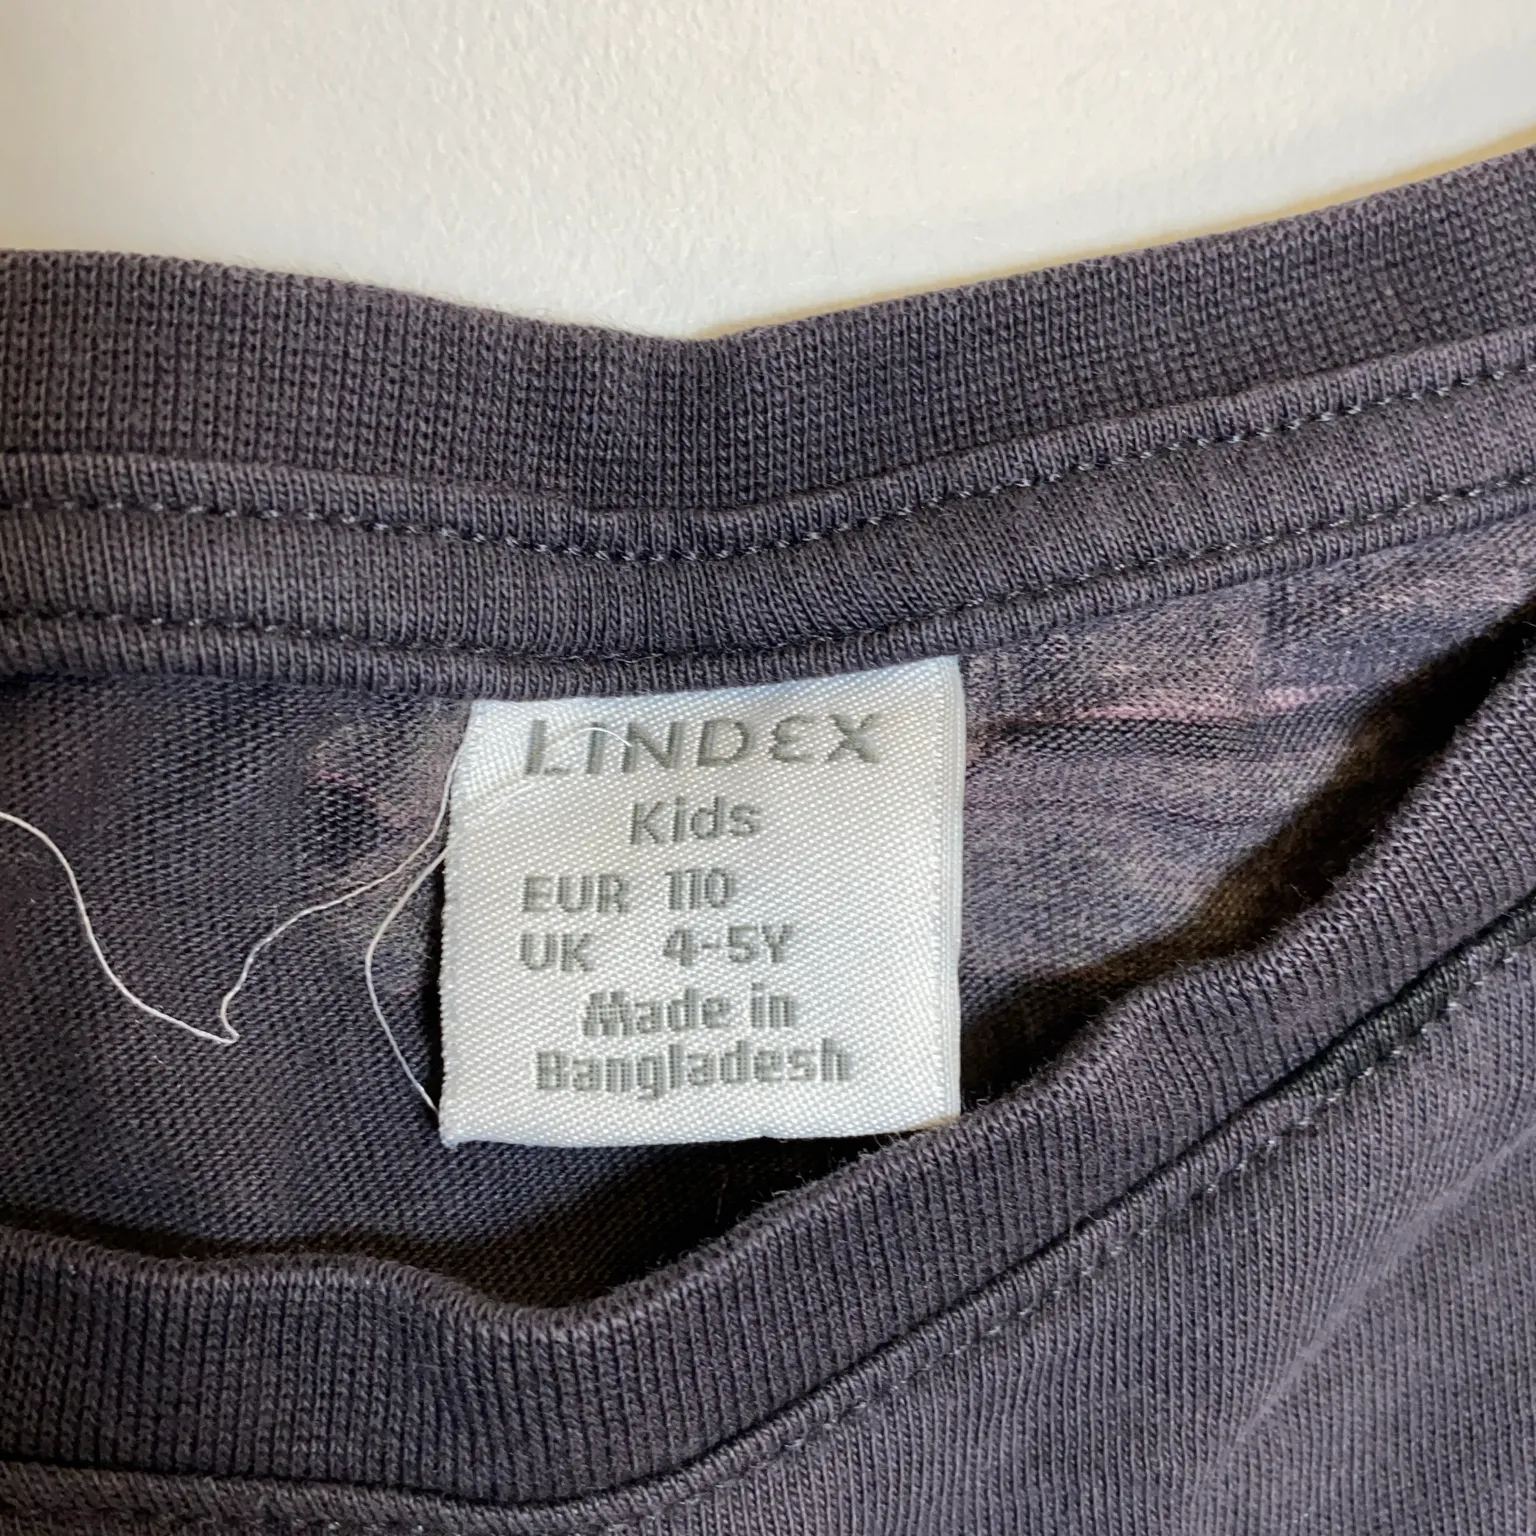 LINDEX
Kids
EUR 110
UK 4-5Y
Made in
Bangladesh